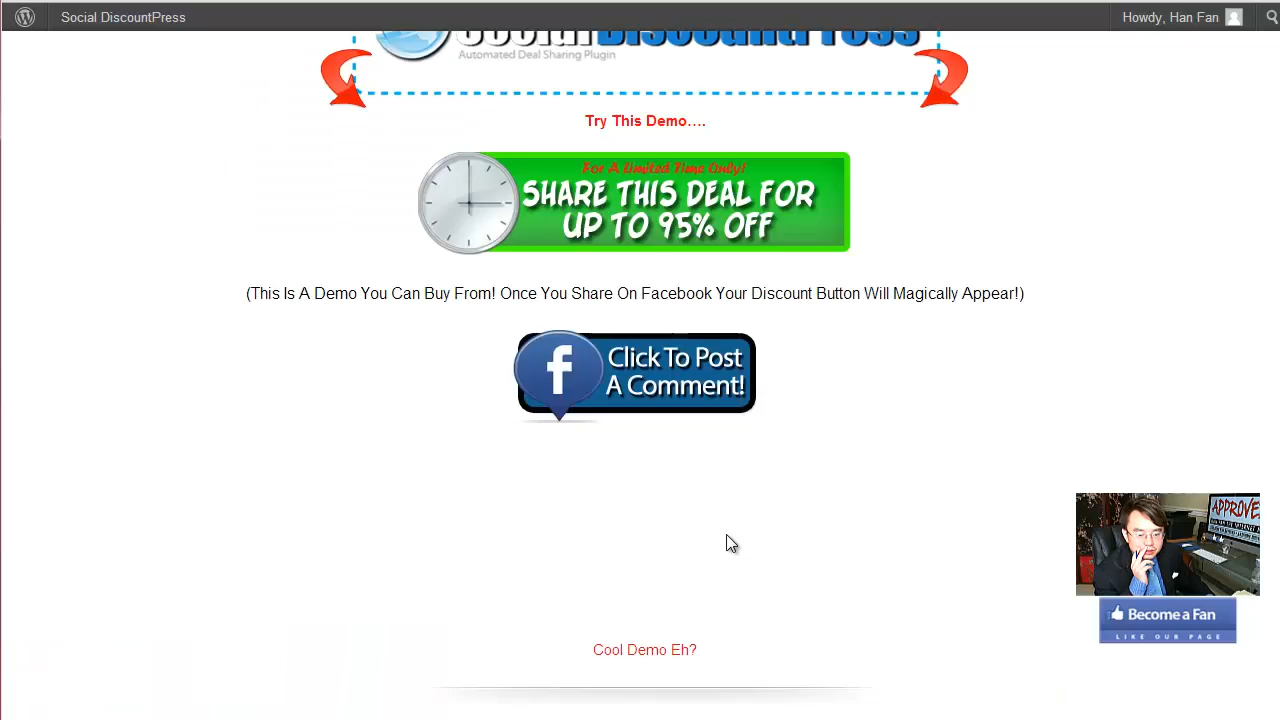 Social DiscountPress
Howdy, Han Fan
SocialDiscountPress
Automated Deal Sharing Plugin
Try This Demo....
For A Limited Time Only!
SHARE THIS DEAL FOR
UP TO 95% OFF
(This Is A Demo You Can Buy From! Once You Share On Facebook Your Discount Button Will Magically Appear!)
f
Click To Post
A Comment!
APPROVE
Become a Fan
LIKE OUR PAGE
Cool Demo Eh?